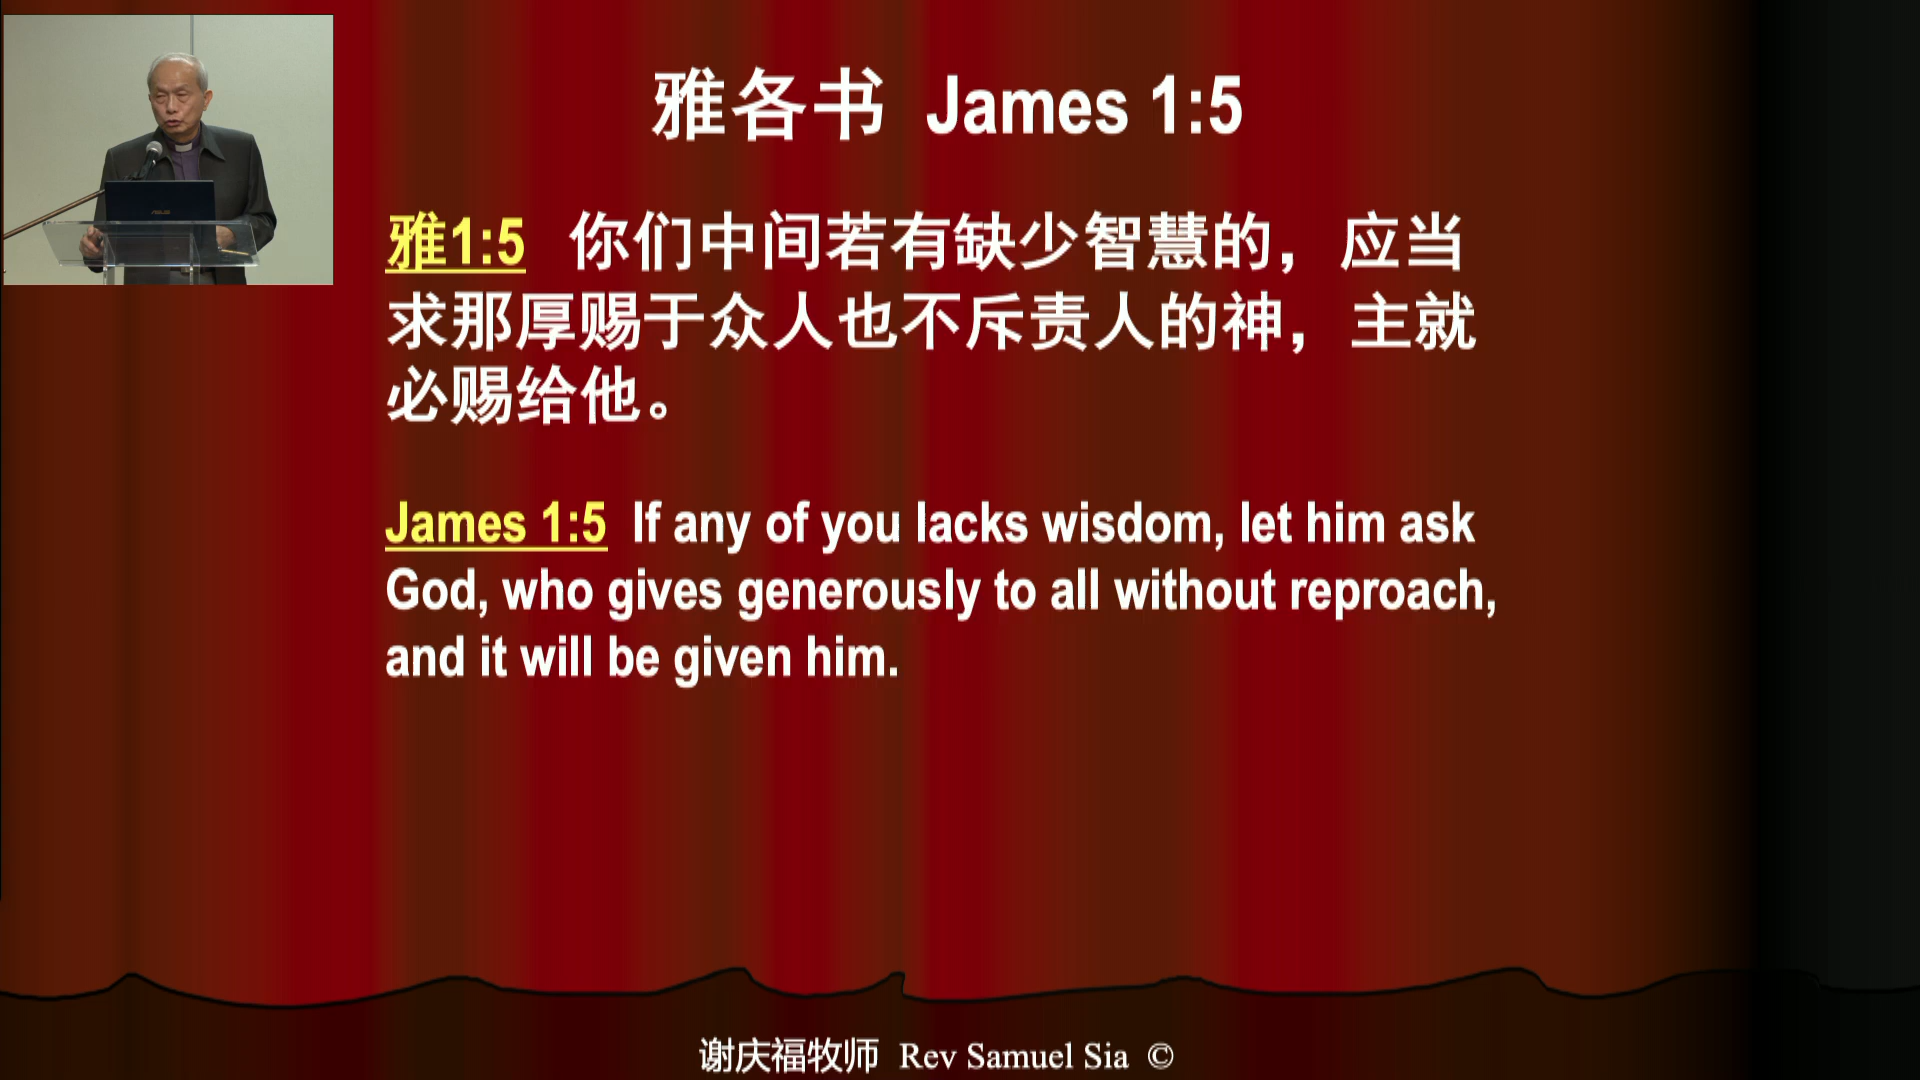 雅各书 James 1:5
雅1:5 你们中间若有缺少智慧的，应当
求那厚赐于众人也不斥责人的神，主就
必赐给他。
James 1:5 If any of you lacks wisdom, let him ask
God, who gives generously to all without reproach,
and it will be given him.
谢庆福牧师 Rev Samuel Sia ©